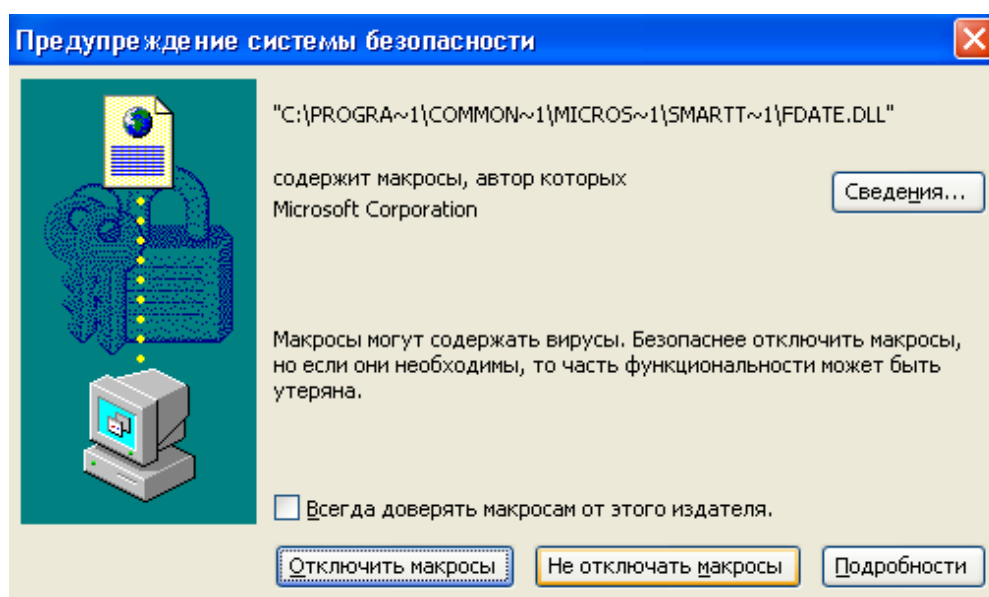 Предупреждение системы безопасности
"C:\PROGRA~1\COMMON~1\MICROS~1\SMARTT~1\FDATE.DLL"
содержит макросы, автор которых
Microsoft Corporation
Сведения...
Макросы могут содержать вирусы. Безопаснее отключить макросы,
но если они необходимы, то часть функциональности может быть
утеряна.
Всегда доверять макросам от этого издателя.
Отключить макросы
Не отключать макросы
Подробности